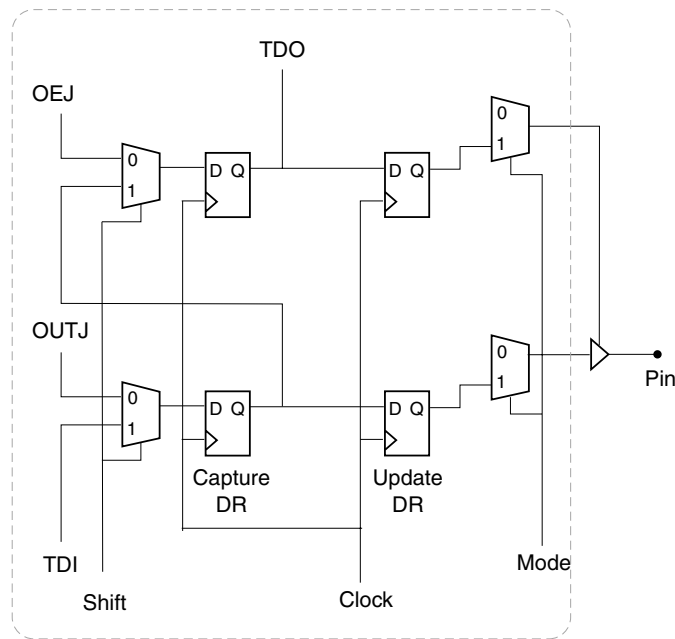 TDO
OEJ
0
1
D Q
D Q
0
1
OUTJ
0
1
D Q
D Q
0
1
Pin
Capture
DR
Update
DR
TDI
Shift
Clock
Mode